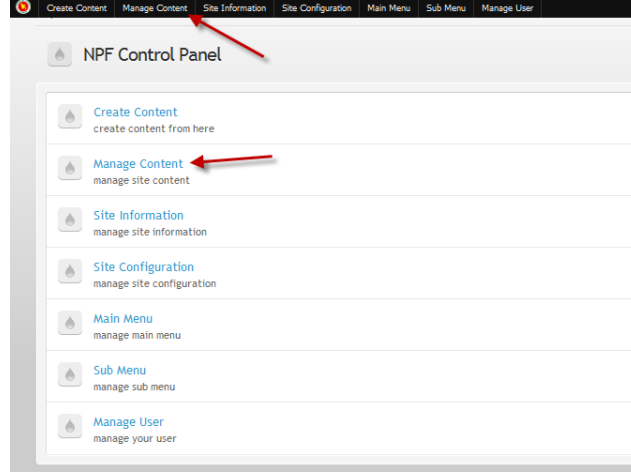 Create Content Manage Content Site Information Site Configuration Main Menu Sub Menu Manage User
NPF Control Panel
Create Content
create content from here
Manage Content
manage site content
Site Information
manage site information
Site Configuration
manage site configuration
Main Menu
manage main menu
Sub Menu
manage sub menu
Manage User
manage your user